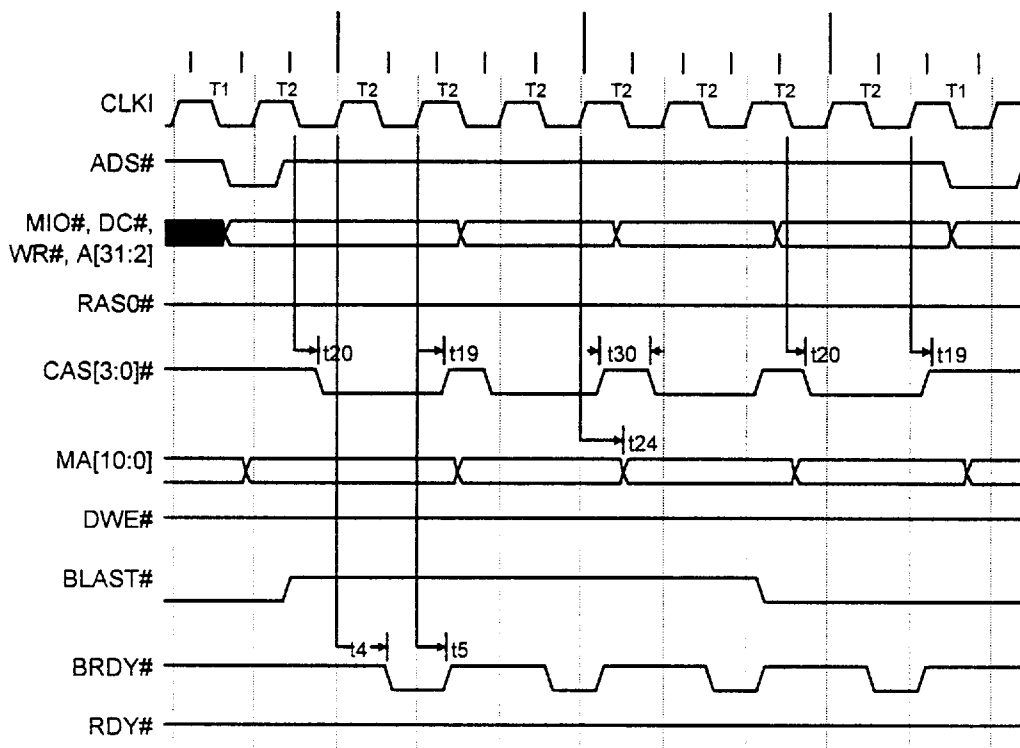 T1 T2 T2 T2 T2 T2 T2 T2 T2 T1
CLKI
ADS#
MIO#, DC#,
WR#, A[31:2]
RAS0#
t20 t19 t30 t20 t19
CAS[3:0]#
t24
MA[10:0]
DWE#
BLAST#
t4 t5
BRDY#
RDY#